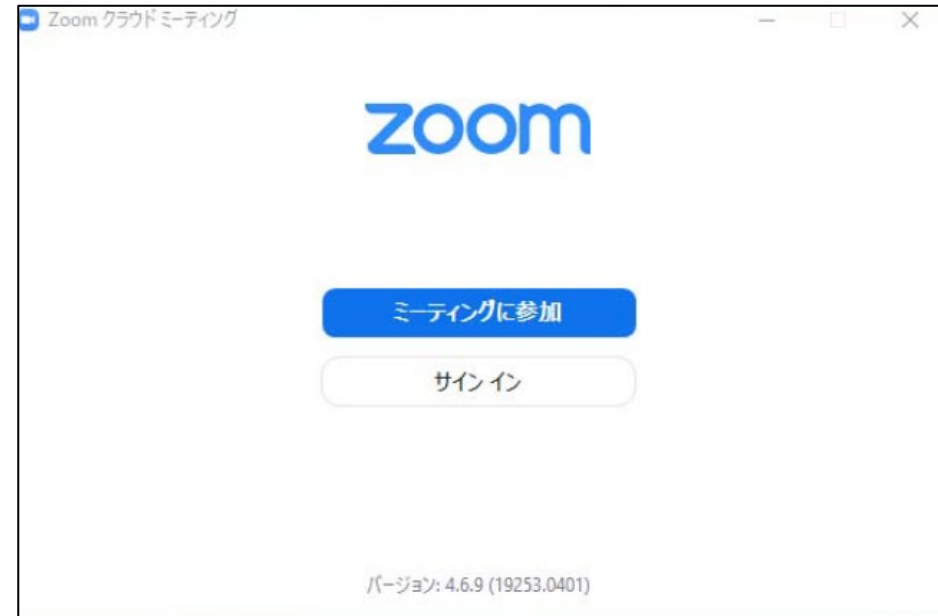 Zoom クラウド ミーティング
zoom
ミーティングに参加
サイン イン
バージョン: 4.6.9 (19253.0401)